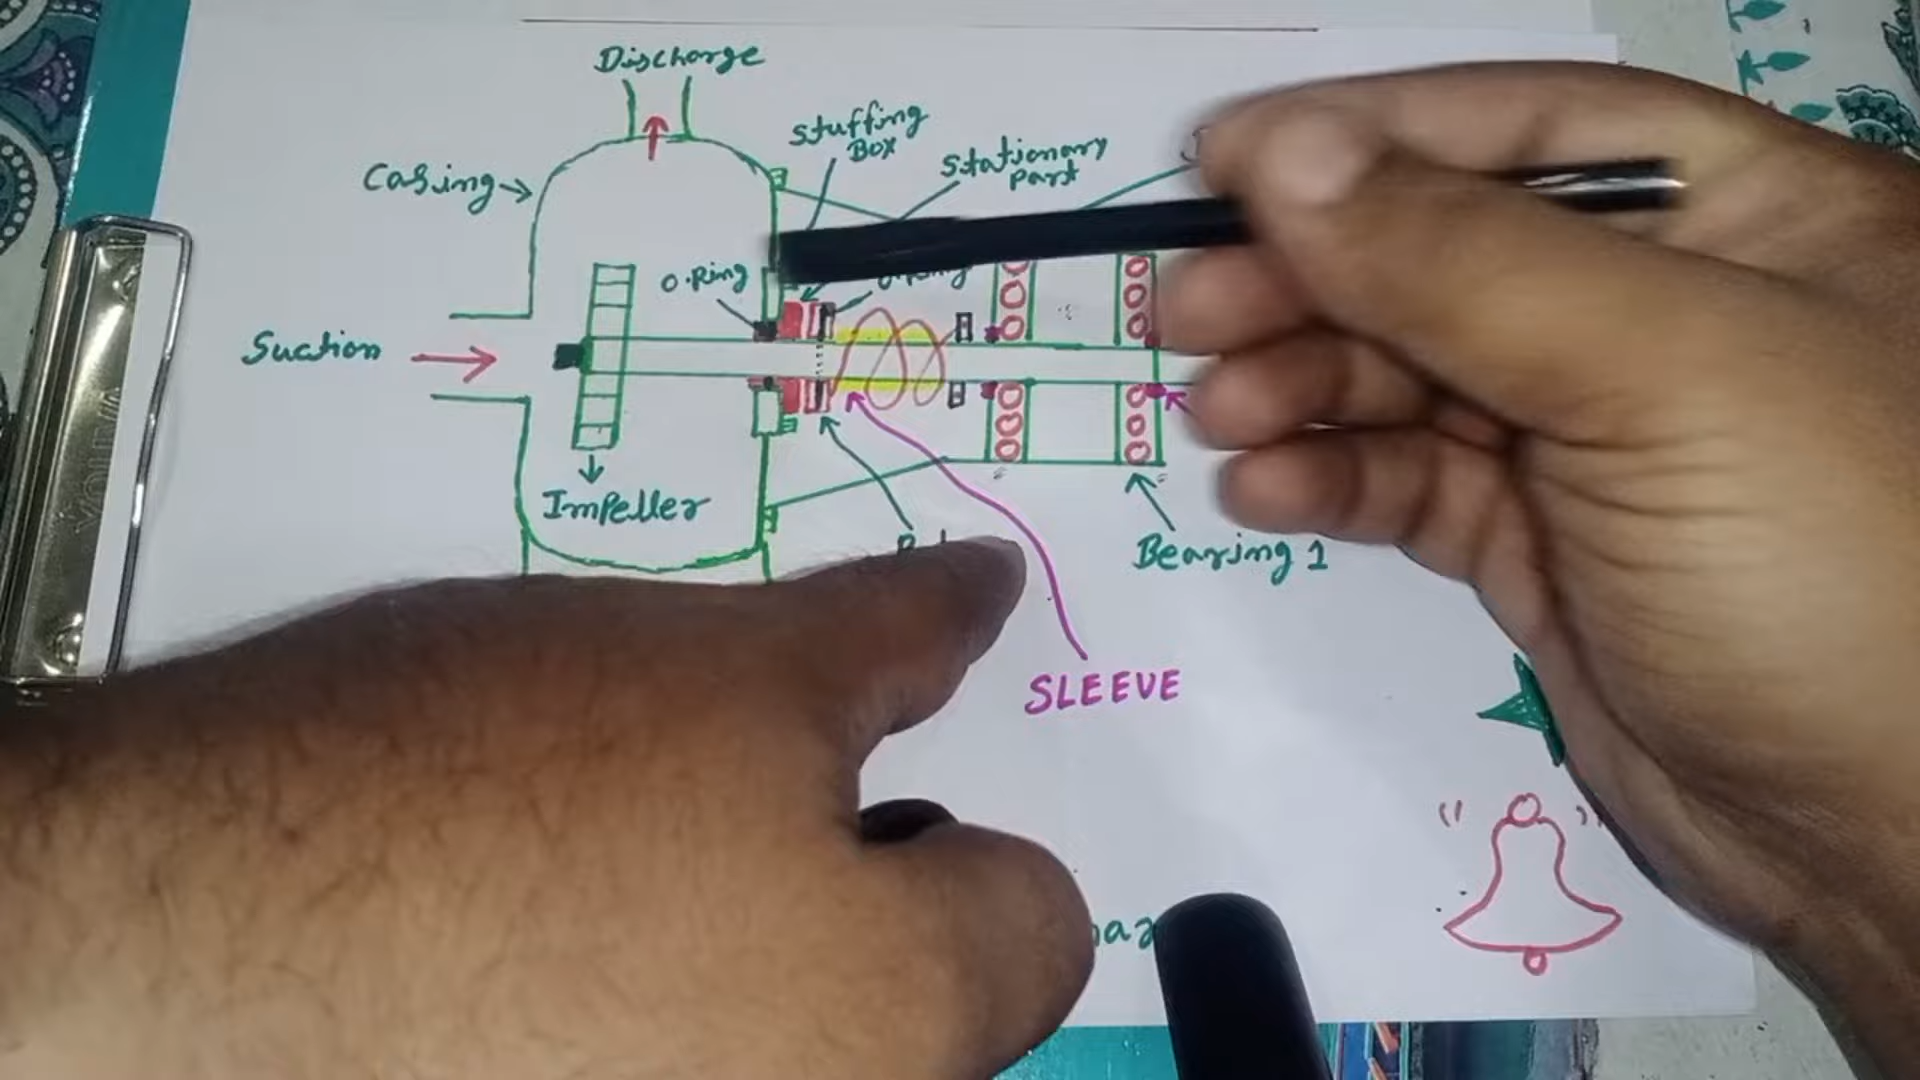 Discharge
Stuffing
Box
Stationary
Part
Casing
O.Ring
Suction
Impeller
Bearing 1
SLEEVE